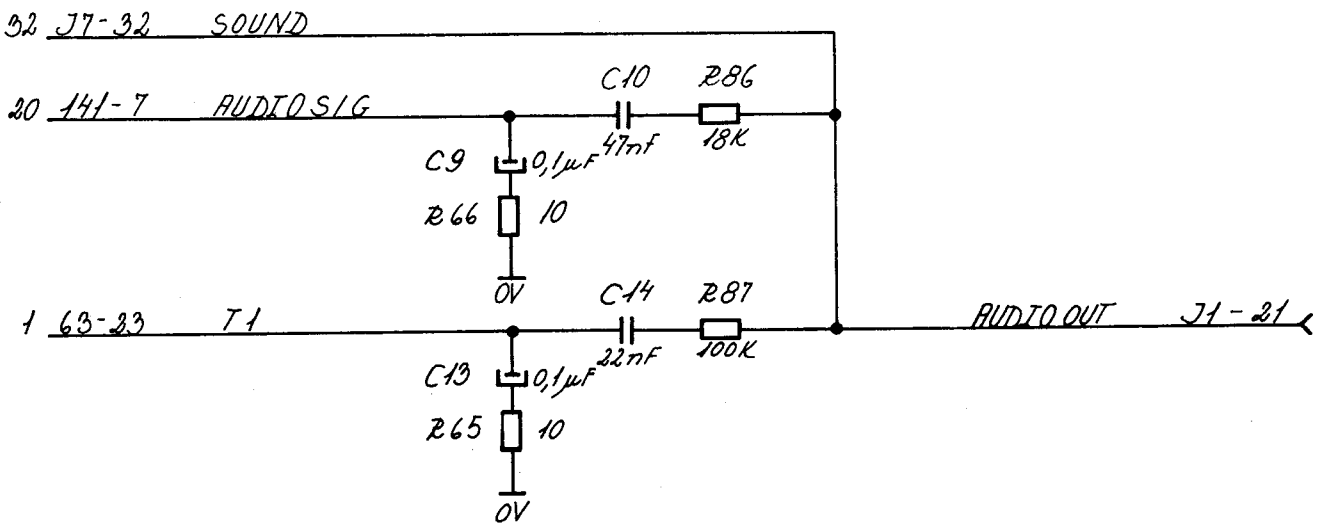 32 J7-32 SOUND
C10 R86
20 141-7 AUDIO SIG
47nF 18K
C9 0,1µF
R66 10
0V
C14 R87
1 63-23 T1 AUDIO OUT J1-21
22nF 100K
C13 0,1µF
R65 10
0V